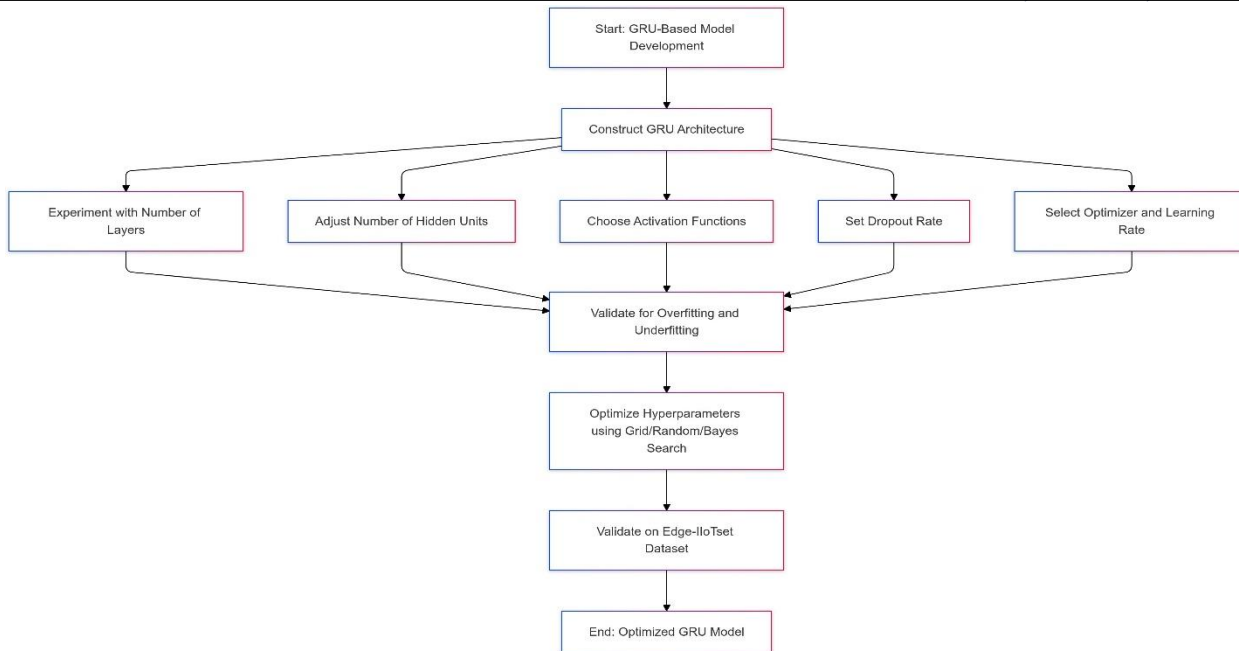 Start: GRU-Based Model
Development
Construct GRU Architecture
Experiment with Number of
Layers
Adjust Number of Hidden Units
Choose Activation Functions
Set Dropout Rate
Select Optimizer and Learning
Rate
Validate for Overfitting and
Underfitting
Optimize Hyperparameters
using Grid/Random/Bayes
Search
Validate on Edge-IIoTset
Dataset
End: Optimized GRU Model